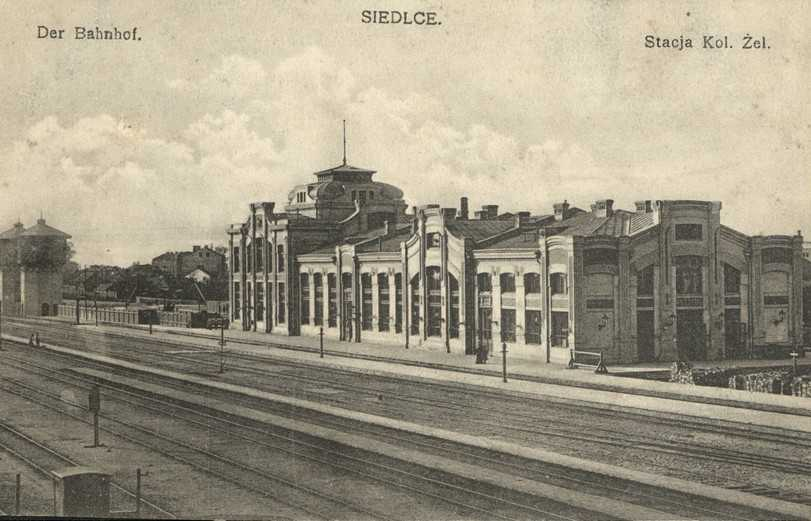 SIEDLCE.
Der Bahnhof.
Stacja Kol. Żel.